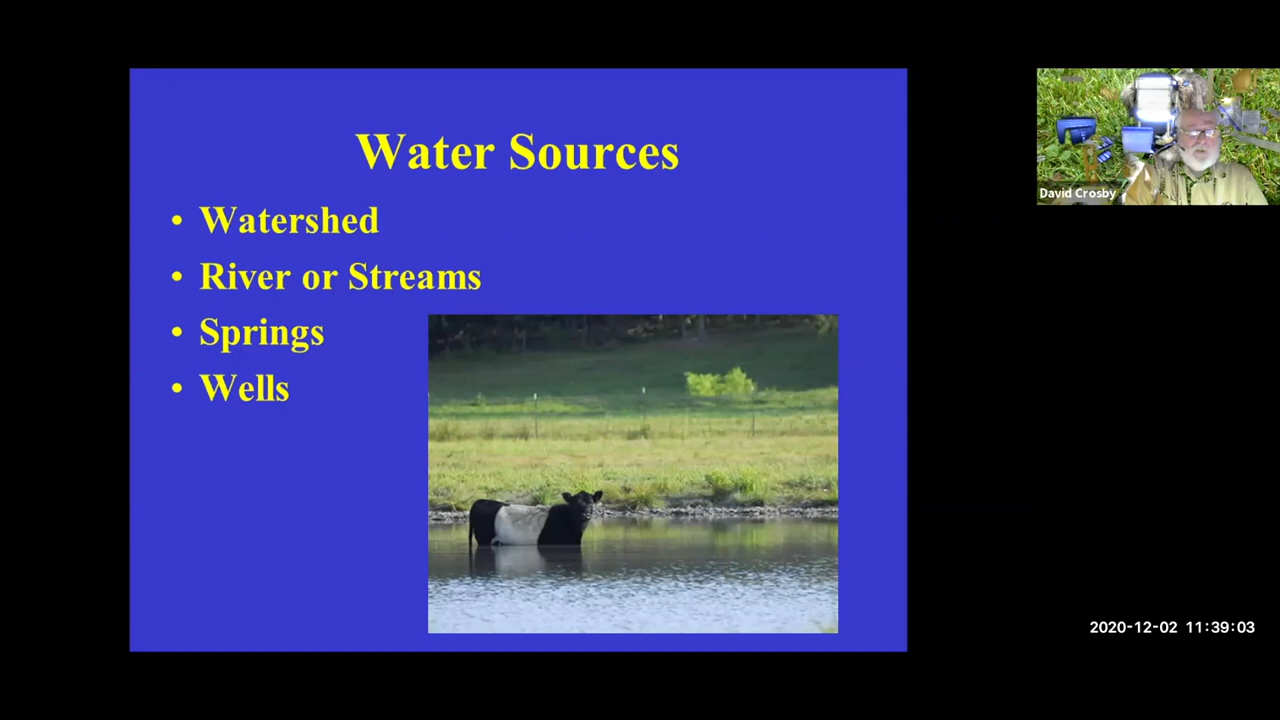 Water Sources
• Watershed
• River or Streams
• Springs
• Wells
David Crosby
2020-12-02 11:39:03